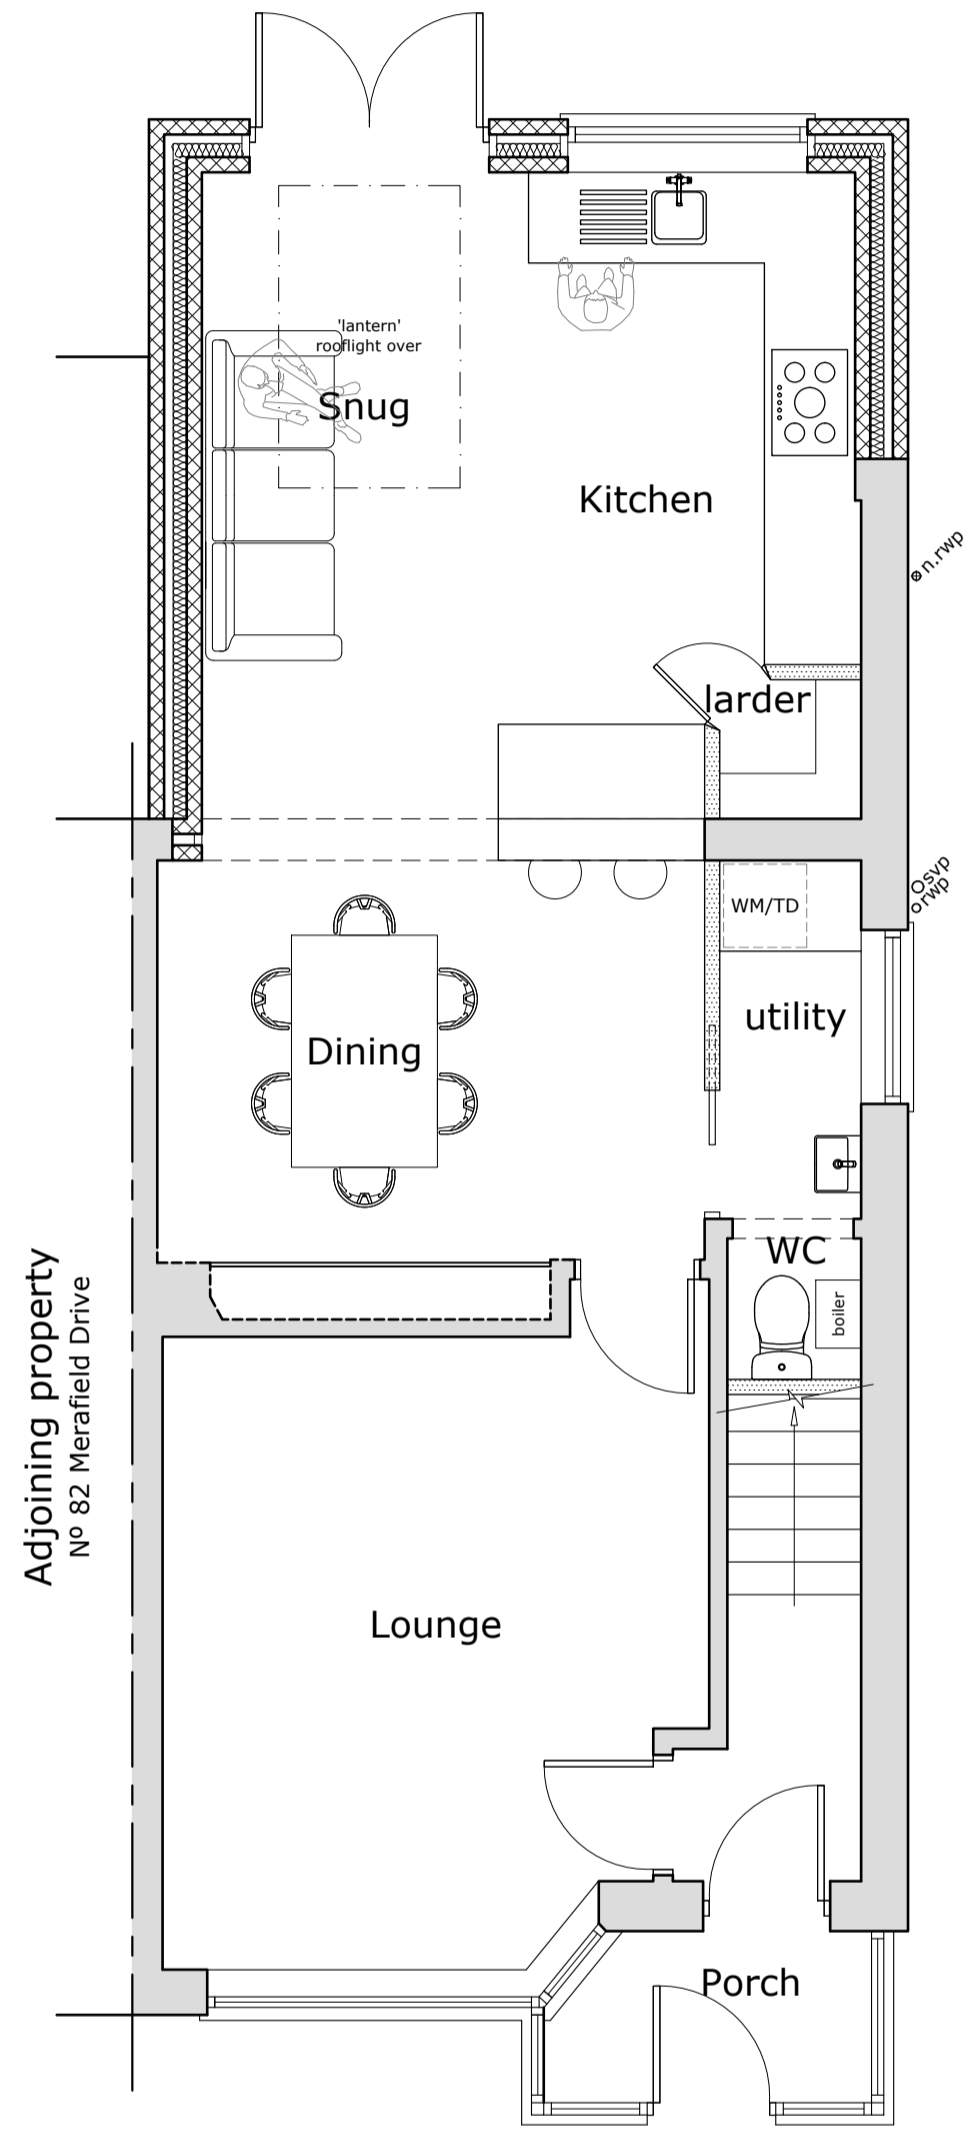 'lantern'
rooflight over
Snug
Kitchen
n.rwp
larder
svp
rwp
WM/TD
utility
Dining
WC
boiler
Adjoining property
Nº 82 Merafield Drive
Lounge
Porch